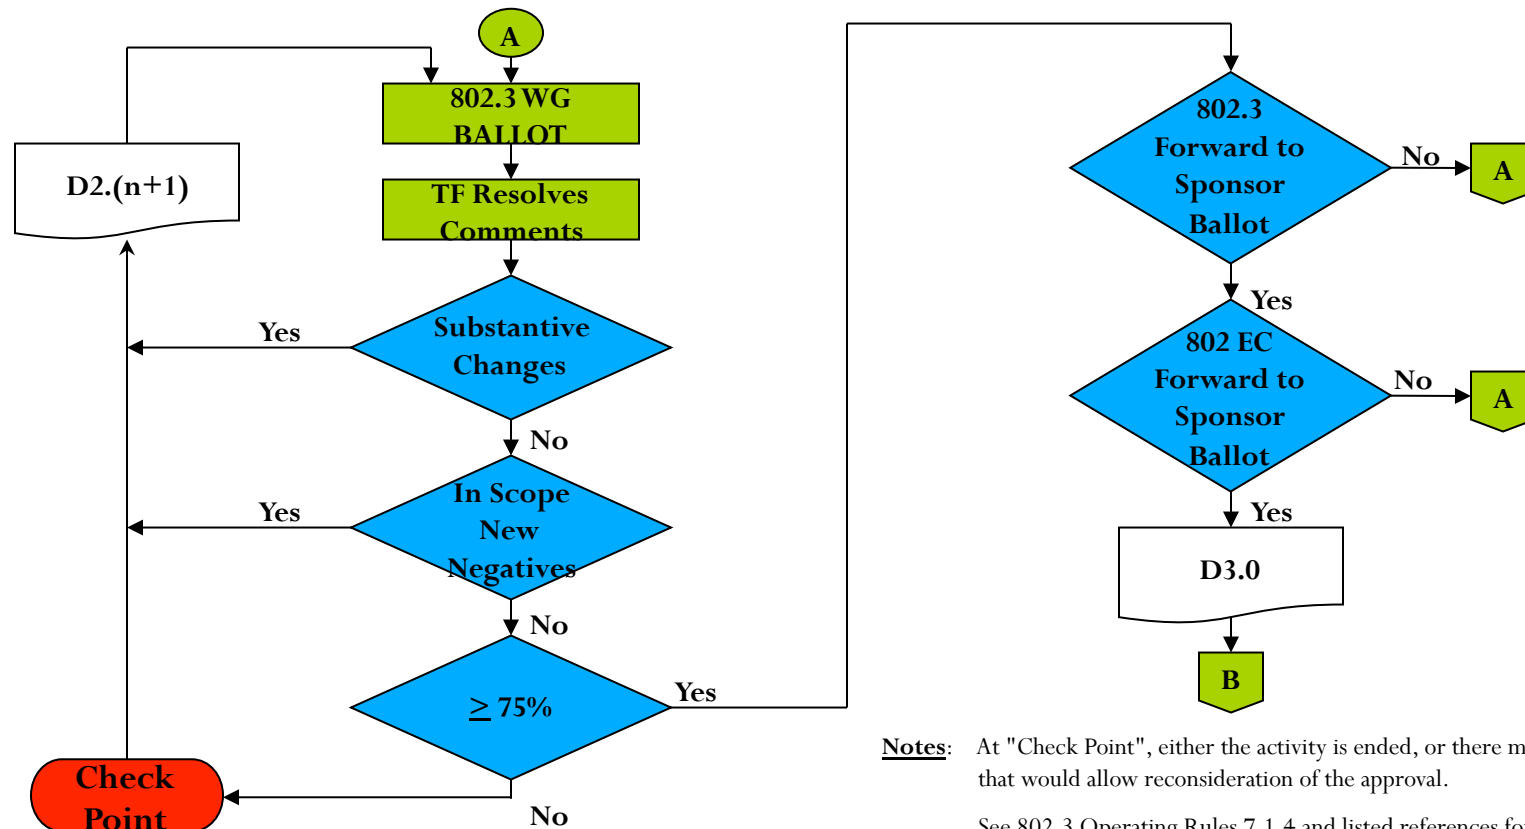 A
802.3 WG
BALLOT
D2.(n+1)
TF Resolves
Comments
Substantive
Changes
Yes
No
In Scope
New
Negatives
Yes
No
≥ 75%
Yes
No
Check
Point
802.3
Forward to
Sponsor
Ballot
No
A
Yes
802 EC
Forward to
Sponsor
Ballot
No
A
Yes
D3.0
B
Notes: At "Check Point", either the activity is ended, or there
that would allow reconsideration of the approval.
See 802.3 Operating Rules 7.1.4 and listed references